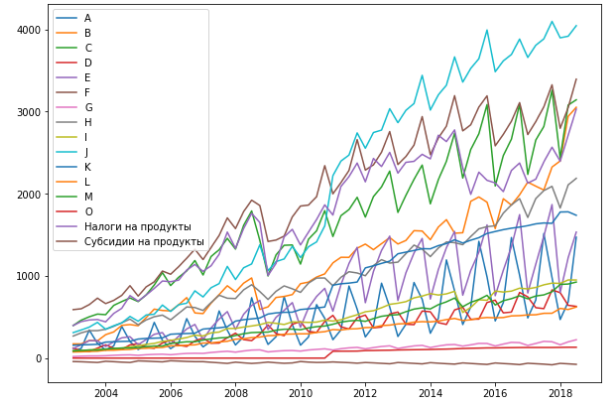 A
B
C
D
E
F
G
H
I
J
K
L
M
O
Налоги на продукты
Субсидии на продукты
4000
3000
2000
1000
0
2004 2006 2008 2010 2012 2014 2016 2018